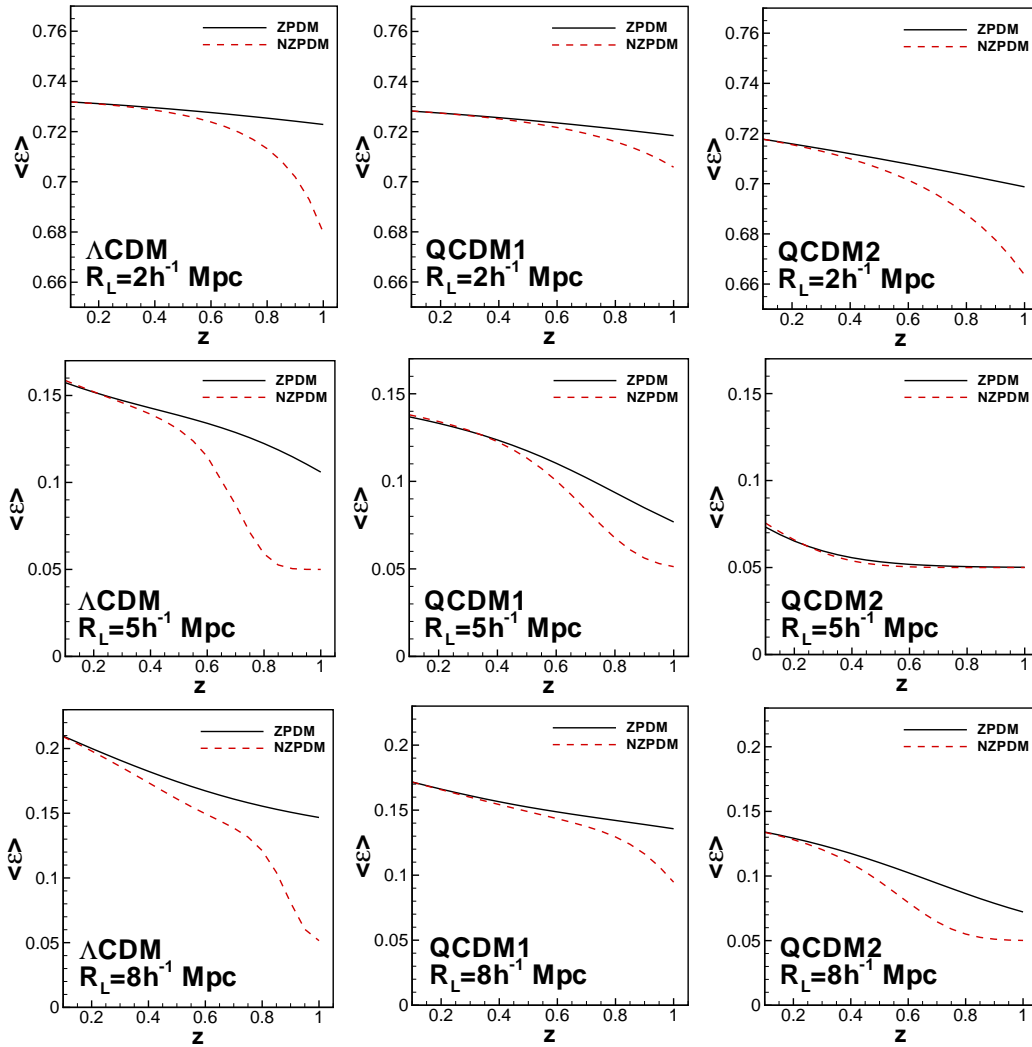 0.76
0.74
0.72
0.7
0.68
0.66
<ε>
ZPDM
NZPDM
ΛCDM
R_L=2h⁻¹ Mpc
0.2 0.4 0.6 0.8 1
z
0.76
0.74
0.72
0.7
0.68
0.66
<ε>
ZPDM
NZPDM
QCDM1
R_L=2h⁻¹ Mpc
0.2 0.4 0.6 0.8 1
z
0.76
0.74
0.72
0.7
0.68
0.66
<ε>
ZPDM
NZPDM
QCDM2
R_L=2h⁻¹ Mpc
0.2 0.4 0.6 0.8 1
z
0.15
0.1
0.05
0
<ε>
ZPDM
NZPDM
ΛCDM
R_L=5h⁻¹ Mpc
0.2 0.4 0.6 0.8 1
z
0.15
0.1
0.05
0
<ε>
ZPDM
NZPDM
QCDM1
R_L=5h⁻¹ Mpc
0.2 0.4 0.6 0.8 1
z
0.15
0.1
0.05
0
<ε>
ZPDM
NZPDM
QCDM2
R_L=5h⁻¹ Mpc
0.2 0.4 0.6 0.8 1
z
0.2
0.15
0.1
0.05
0
<ε>
ZPDM
NZPDM
ΛCDM
R_L=8h⁻¹ Mpc
0.2 0.4 0.6 0.8 1
z
0.2
0.15
0.1
0.05
0
<ε>
ZPDM
NZPDM
QCDM1
R_L=8h⁻¹ Mpc
0.2 0.4 0.6 0.8 1
z
0.2
0.15
0.1
0.05
0
<ε>
ZPDM
NZPDM
QCDM2
R_L=8h⁻¹ Mpc
0.2 0.4 0.6 0.8 1
z